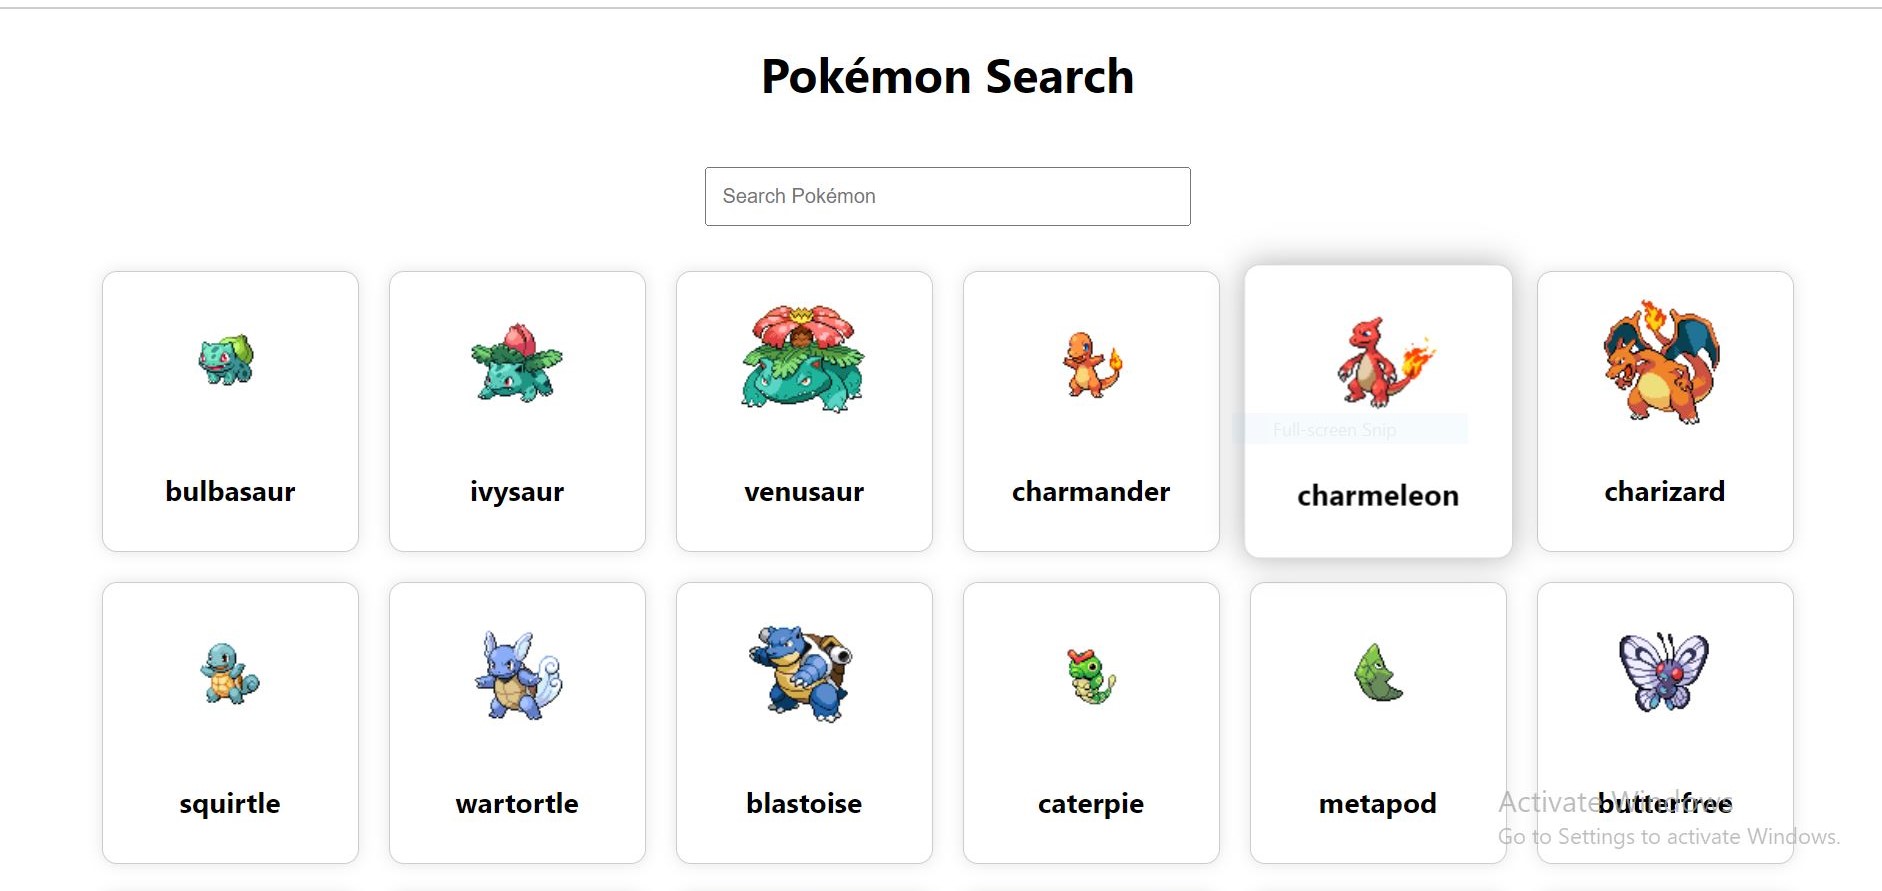 Pokémon Search
Search Pokémon
bulbasaur
ivysaur
venusaur
charmander
Full-screen Snip
charmeleon
charizard
squirtle
wartortle
blastoise
caterpie
metapod
butterfree
Activate Windows
Go to Settings to activate Windows.